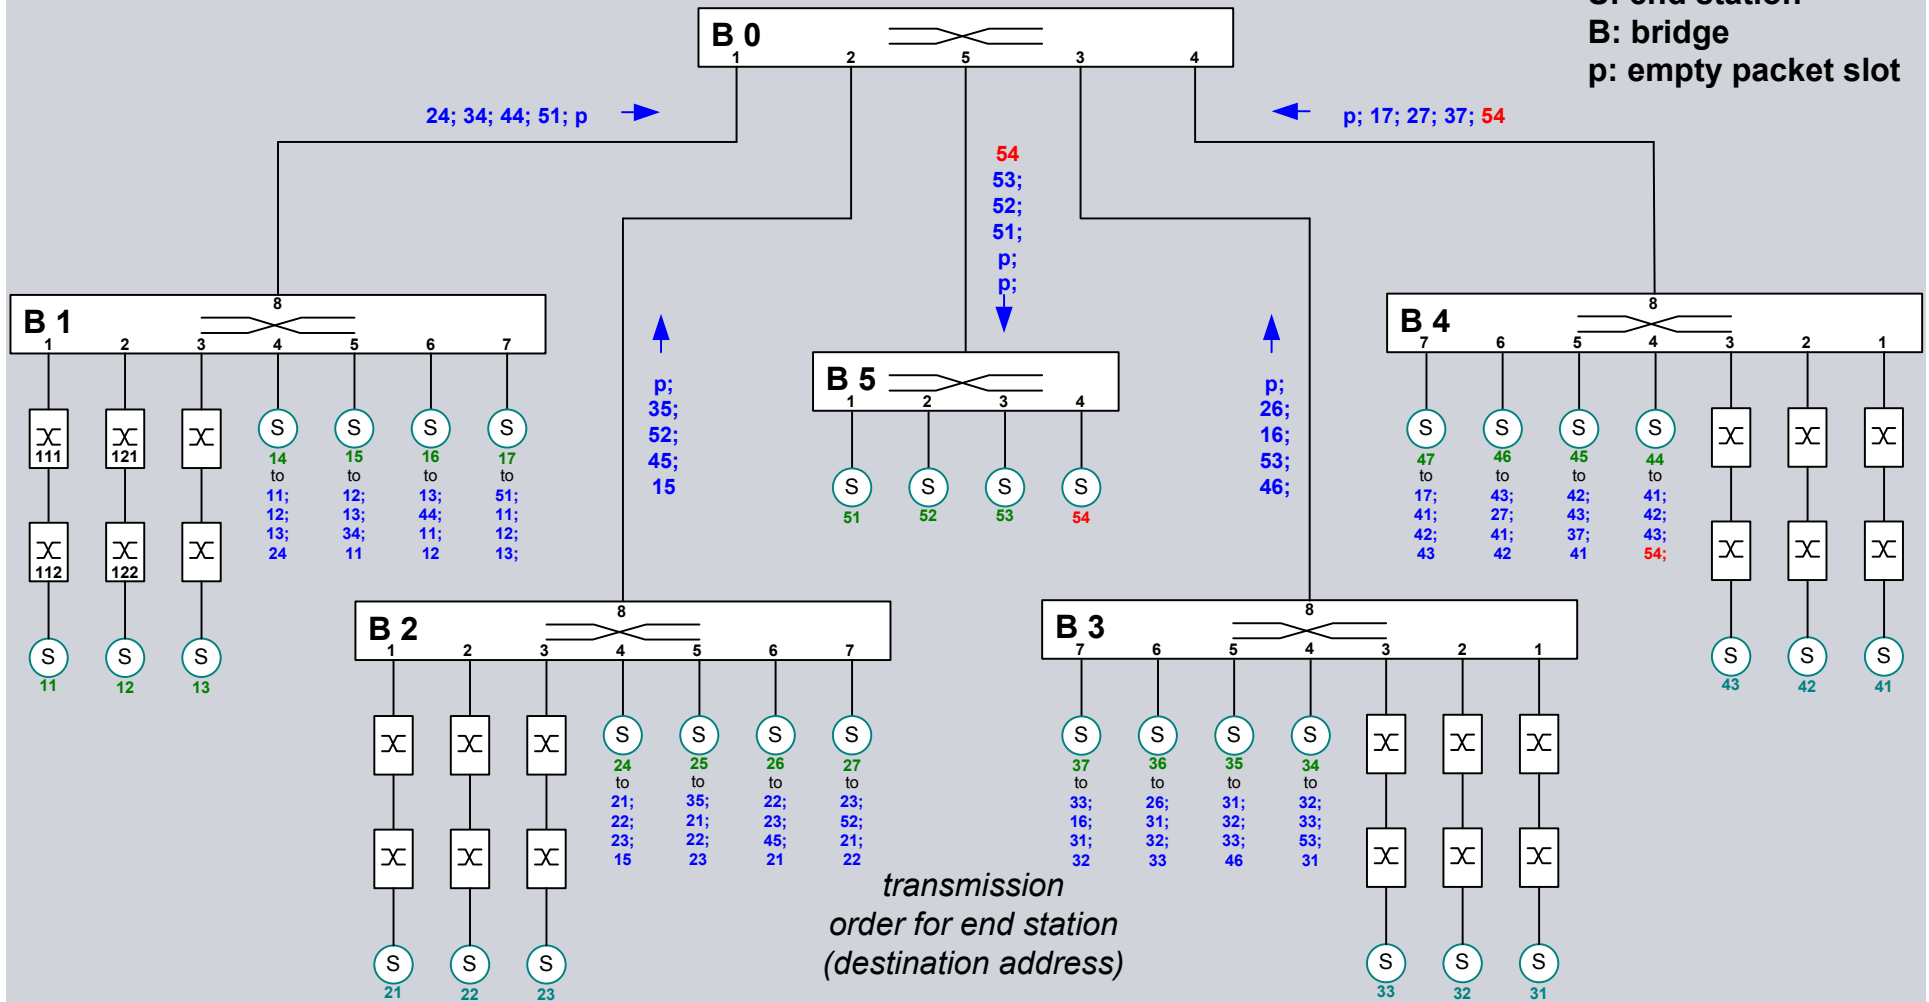 S: end station
B: bridge
p: empty packet slot
B 0
1 2 5 3 4
24; 34; 44; 51; p
p; 17; 27; 37; 54
54
53;
52;
51;
p;
p;
B 1
8
1 2 3 4 5 6 7
111
121
112
122
S S S S
14 15 16 17
to to to to
11; 12; 13; 51;
12; 13; 44; 11;
13; 34; 11; 12;
24 11 12 13;
S S S
11 12 13
p;
35;
52;
45;
15
B 5
1 2 3 4
S S S S
51 52 53 54
p;
26;
16;
53;
46;
B 4
8
7 6 5 4 3 2 1
S S S S
47 46 45 44
to to to to
17; 43; 42; 41;
41; 27; 43; 42;
42; 41; 37; 43;
43 42 41 54;
S S S
43 42 41
B 2
8
1 2 3 4 5 6 7
S S S S
24 25 26 27
to to to to
21; 35; 22; 23;
22; 21; 23; 52;
23; 22; 45; 21;
15 23 21 22
S S S
21 22 23
B 3
8
7 6 5 4 3 2 1
S S S S
37 36 35 34
to to to to
33; 26; 31; 32;
16; 31; 32; 33;
31; 32; 33; 53;
32 33 46 31
S S S
33 32 31
transmission
order for end station
(destination address)